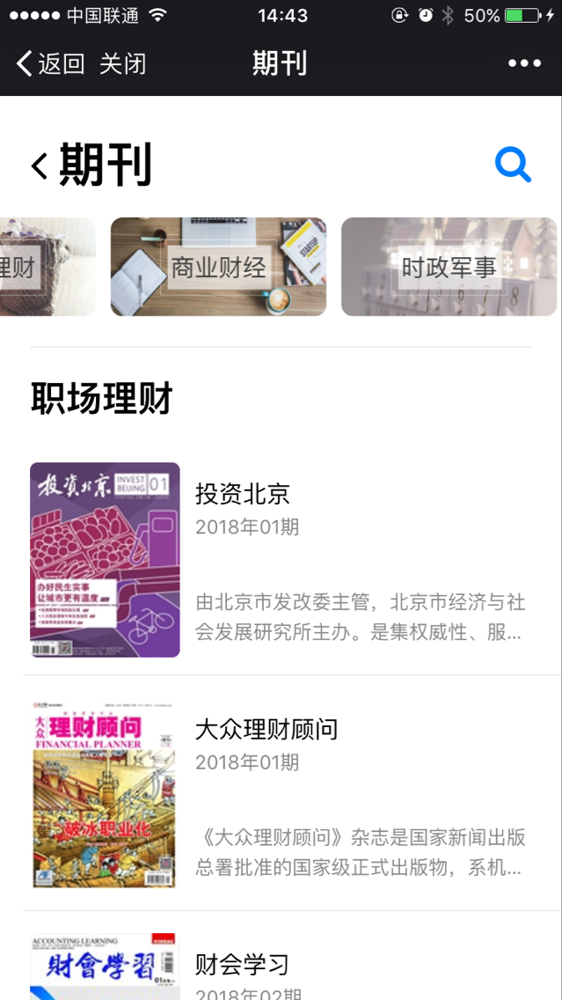 中国联通 14:43 50%
返回 关闭 期刊
期刊
理财
商业财经
STARTUP
时政军事
6 7 8
职场理财
投資北京
INVEST
BEIJING 01
办好民生实事
让城市更有温度
投资北京
2018年01期
由北京市发改委主管，北京市经济与社
会发展研究所主办。是集权威性、服...
大众
理财顾问
FINANCIAL PLANNER
破冰职业化
大众理财顾问
2018年01期
《大众理财顾问》杂志是国家新闻出版
总署批准的国家级正式出版物，系机...
ACCOUNTING LEARNING
財會學習
财会学习
2018年02期